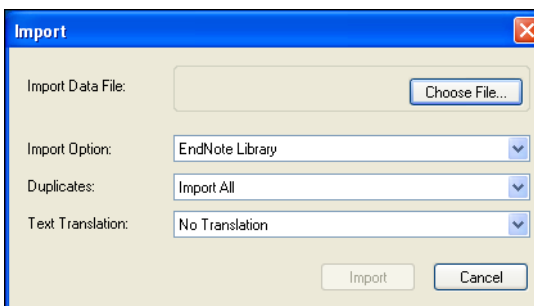 Import
Import Data File:
Choose File...
Import Option: EndNote Library
Duplicates: Import All
Text Translation: No Translation
Import Cancel